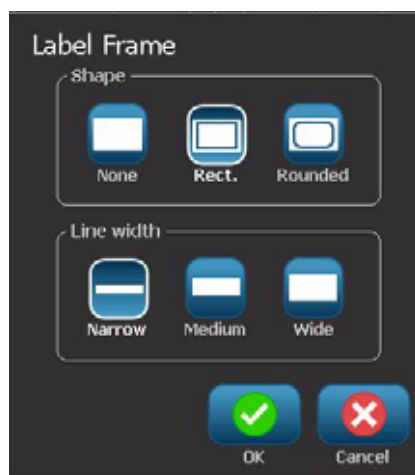 Label Frame
Shape
None Rect. Rounded
Line width
Narrow Medium Wide
OK Cancel